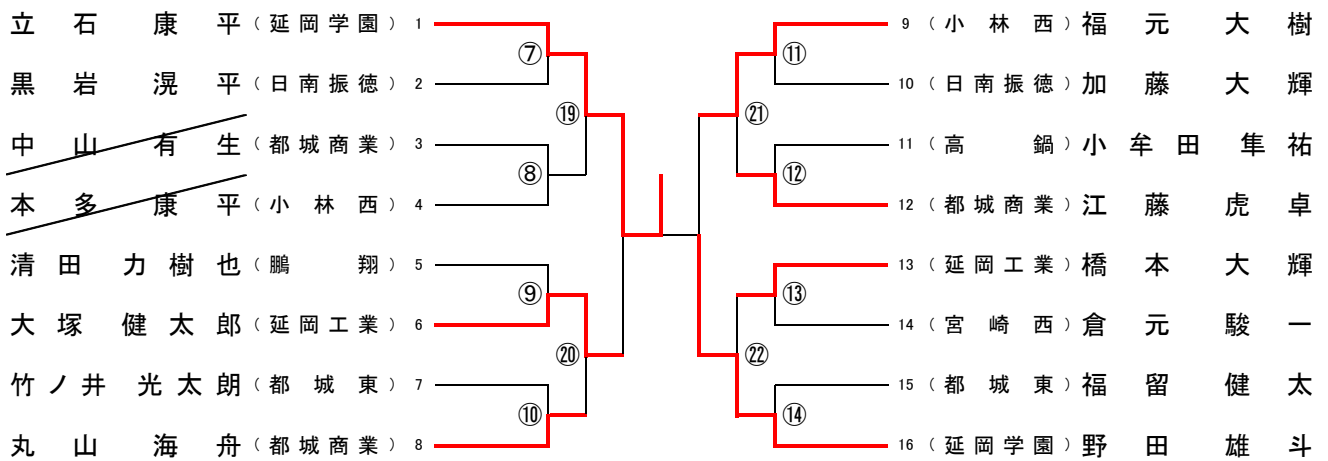 立石 康平 (延岡学園) 1
黒岩 滉平 (日南振徳) 2
中山 有生 (都城商業) 3
本多 康平 (小林西) 4
清田 力樹也 (鵬翔) 5
大塚 健太郎 (延岡工業) 6
竹ノ井 光太朗 (都城東) 7
丸山 海舟 (都城商業) 8
⑦
⑧
⑨
⑩
⑲
⑳
㉑
㉒
⑪
⑫
⑬
⑭
9 (小林西) 福元 大樹
10 (日南振徳) 加藤 大輝
11 (高鍋) 小牟田 隼祐
12 (都城商業) 江藤 虎卓
13 (延岡工業) 橋本 大輝
14 (宮崎西) 倉元 駿一
15 (都城東) 福留 健太
16 (延岡学園) 野田 雄斗